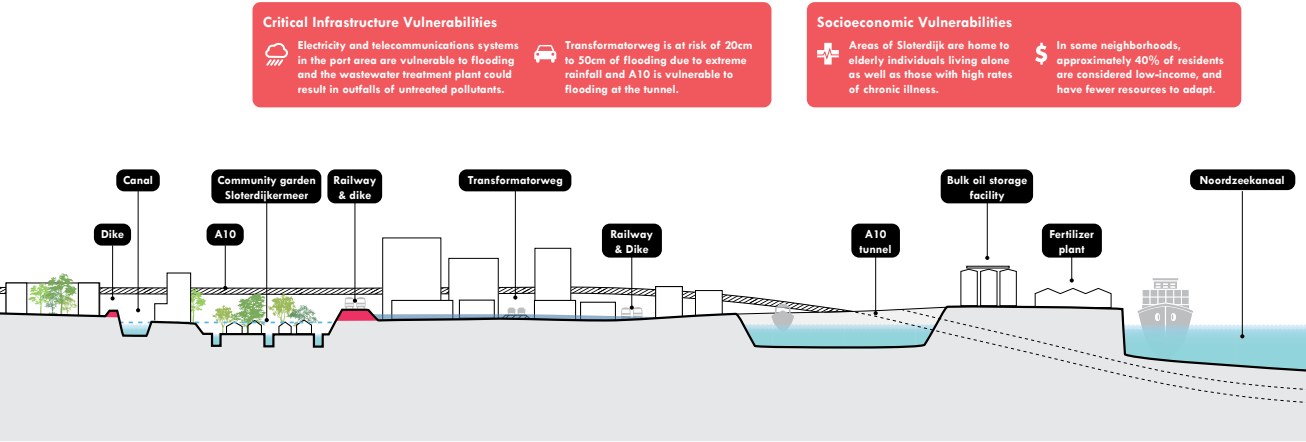 Critical Infrastructure Vulnerabilities
Electricity and telecommunications systems
in the port area are vulnerable to flooding
and the wastewater treatment plant could
result in outfalls of untreated pollutants.
Transformatorweg is at risk of 20cm
to 50cm of flooding due to extreme
rainfall and A10 is vulnerable to
flooding at the tunnel.
Socioeconomic Vulnerabilities
Areas of Sloterdijk are home to
elderly individuals living alone
as well as those with high rates
of chronic illness.
$
In some neighborhoods,
approximately 40% of residents
are considered low-income, and
have fewer resources to adapt.
Canal
Community garden
Sloterdijkermeer
Railway
& dike
Transformatorweg
Bulk oil storage
facility
Noordzeekanaal
Dike
A10
Railway
& Dike
A10
tunnel
Fertilizer
plant